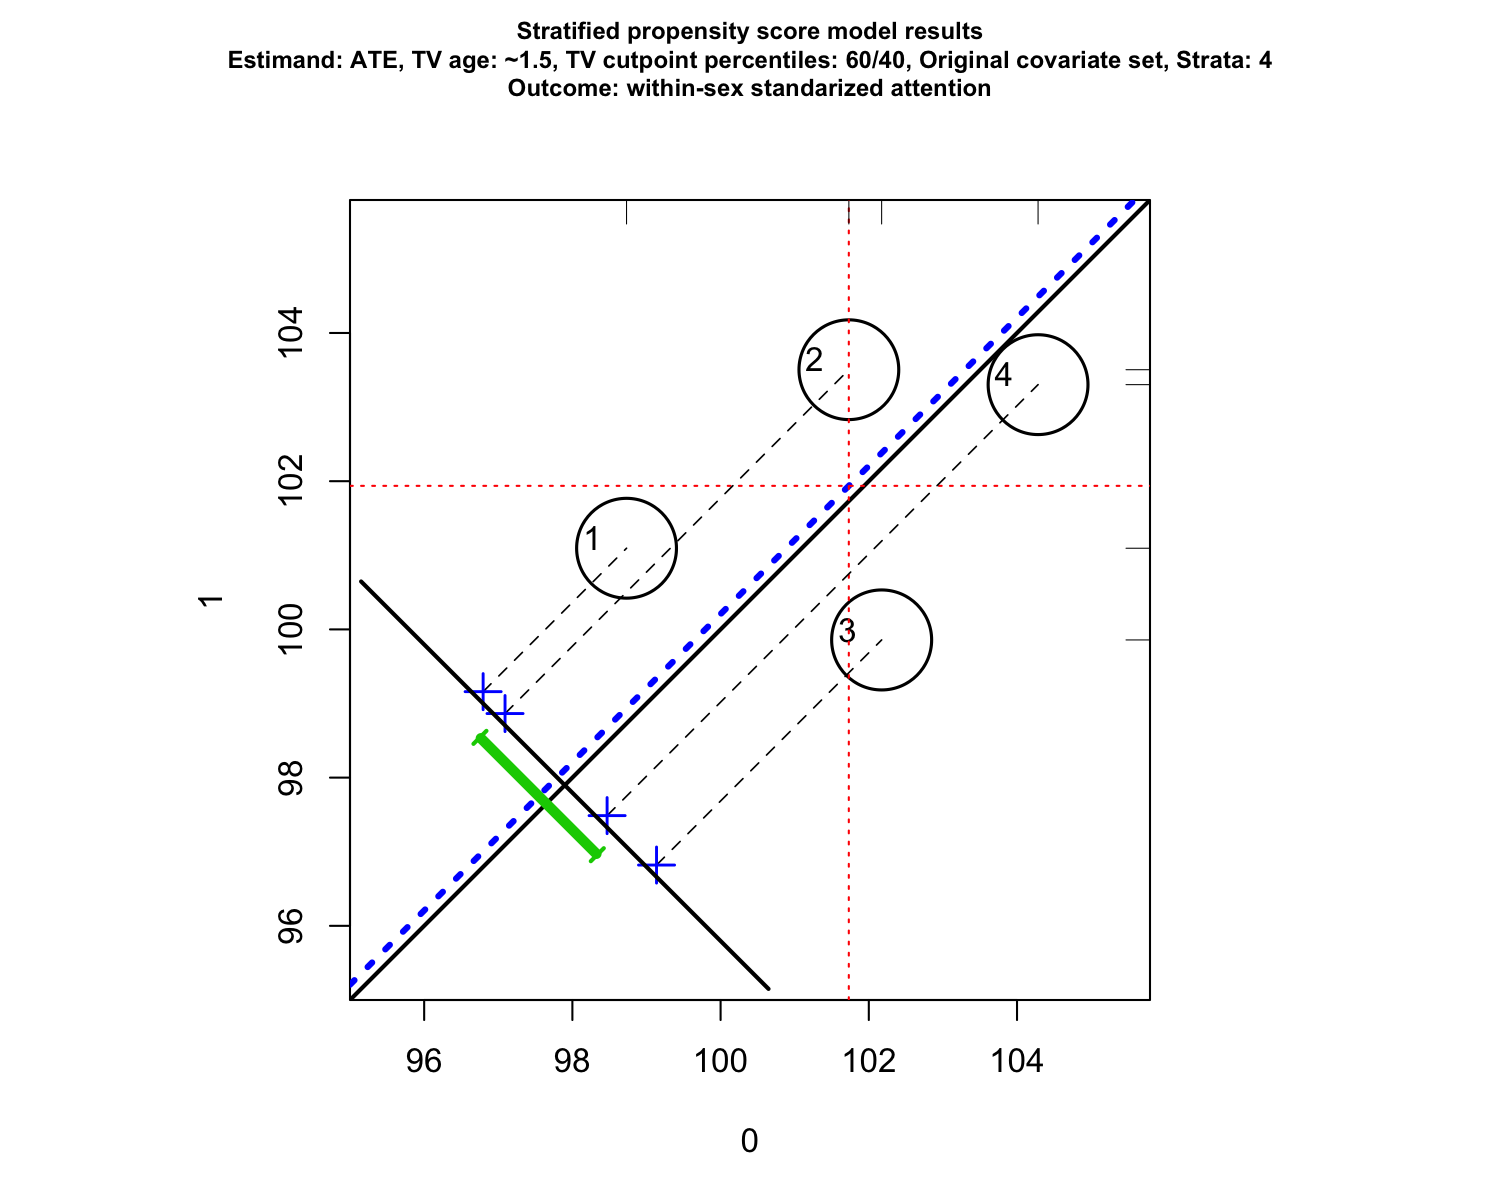 Stratified propensity score model results
Estimand: ATE, TV age: ~1.5, TV cutpoint percentiles: 60/40, Original covariate set, Strata: 4
Outcome: within-sex standarized attention
104
102
100
98
96
1
2
4
1
3
96 98 100 102 104
0